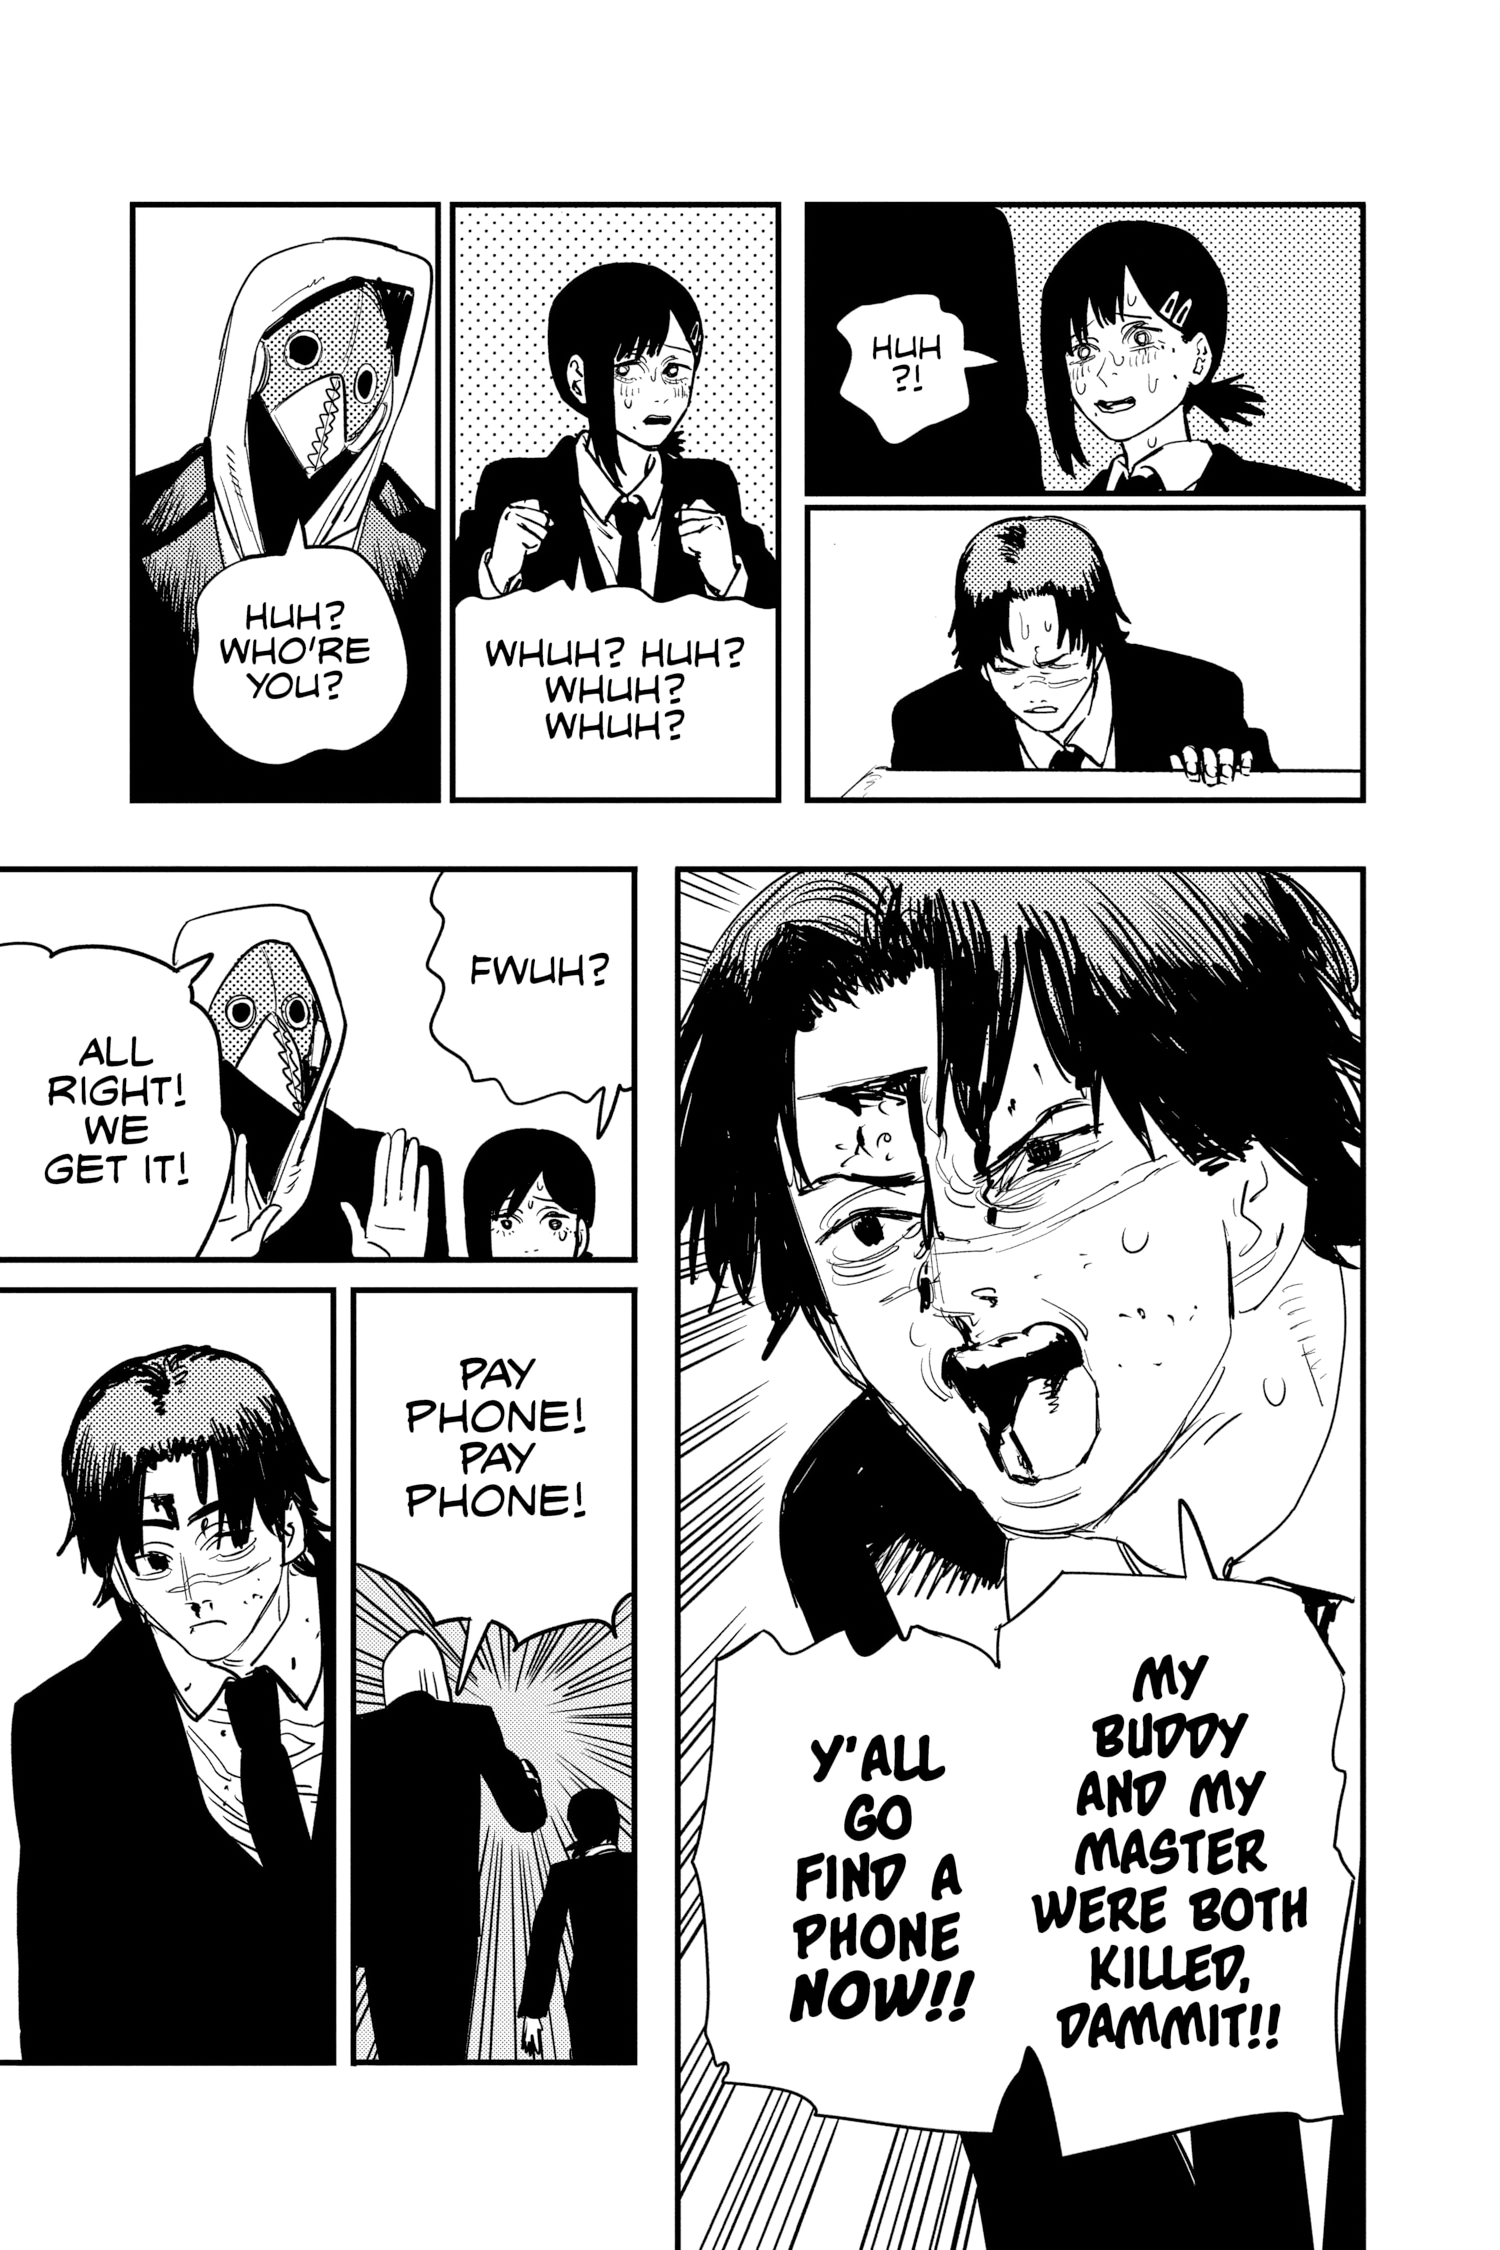 HUH
?!
WHUH? HUH?
WHUH?
WHUH?
HUH?
WHO'RE
YOU?
MY
BUDDY
AND MY
MASTER
WERE BOTH
KILLED,
DAMMIT!!
Y'ALL
GO
FIND A
PHONE
NOW!!
FWUH?
ALL
RIGHT!
WE
GET IT!
PAY
PHONE!
PAY
PHONE!